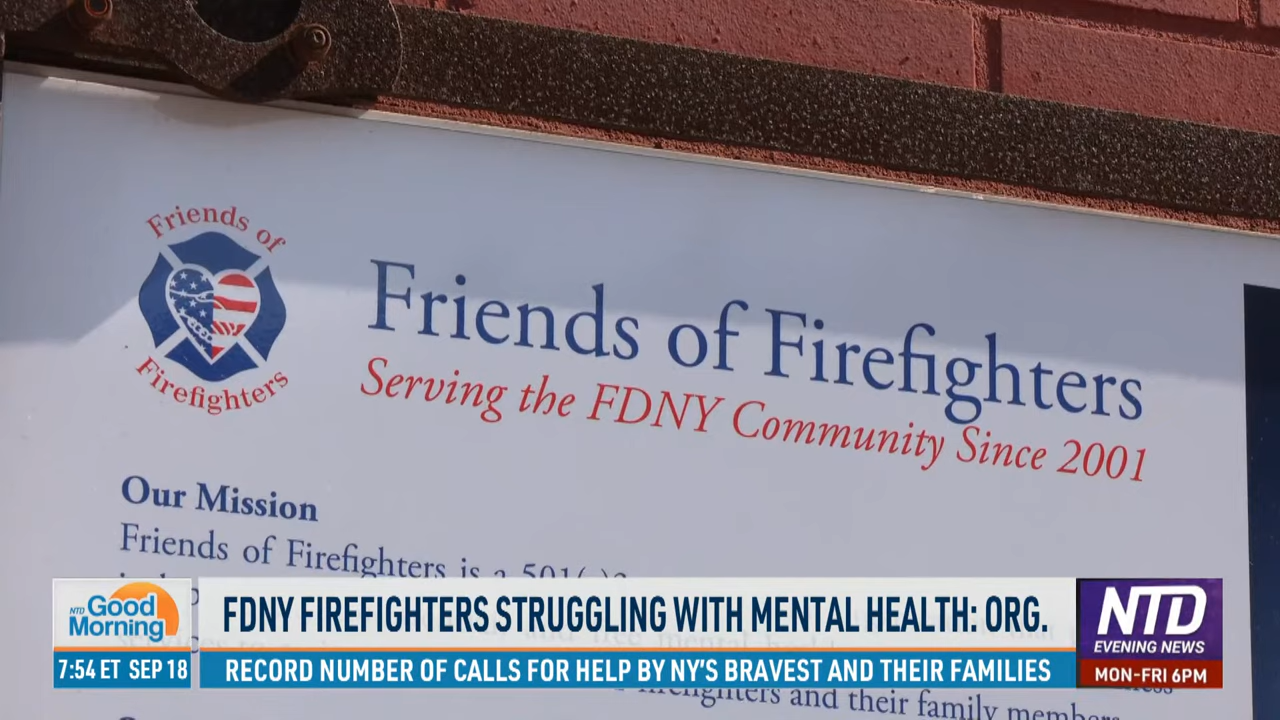 Friends of
Firefighters
Friends of Firefighters
Serving the FDNY Community Since 2001
Our Mission
Friends of Firefighters is a
NTD
Good
Morning
FDNY FIREFIGHTERS STRUGGLING WITH MENTAL HEALTH: ORG.
NTD
EVENING NEWS
7:54 ET SEP 18
RECORD NUMBER OF CALLS FOR HELP BY NY'S BRAVEST AND THEIR FAMILIES
MON-FRI 6PM
firefighters and their family members